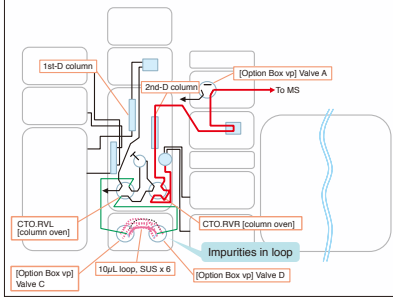 1st-D column
[Option Box vp] Valve A
2nd-D column
To MS
CTO.RVL
[column oven]
CTO.RVR [column oven]
Impurities in loop
[Option Box vp]
Valve C
10µL loop, SUS x 6
[Option Box vp] Valve D